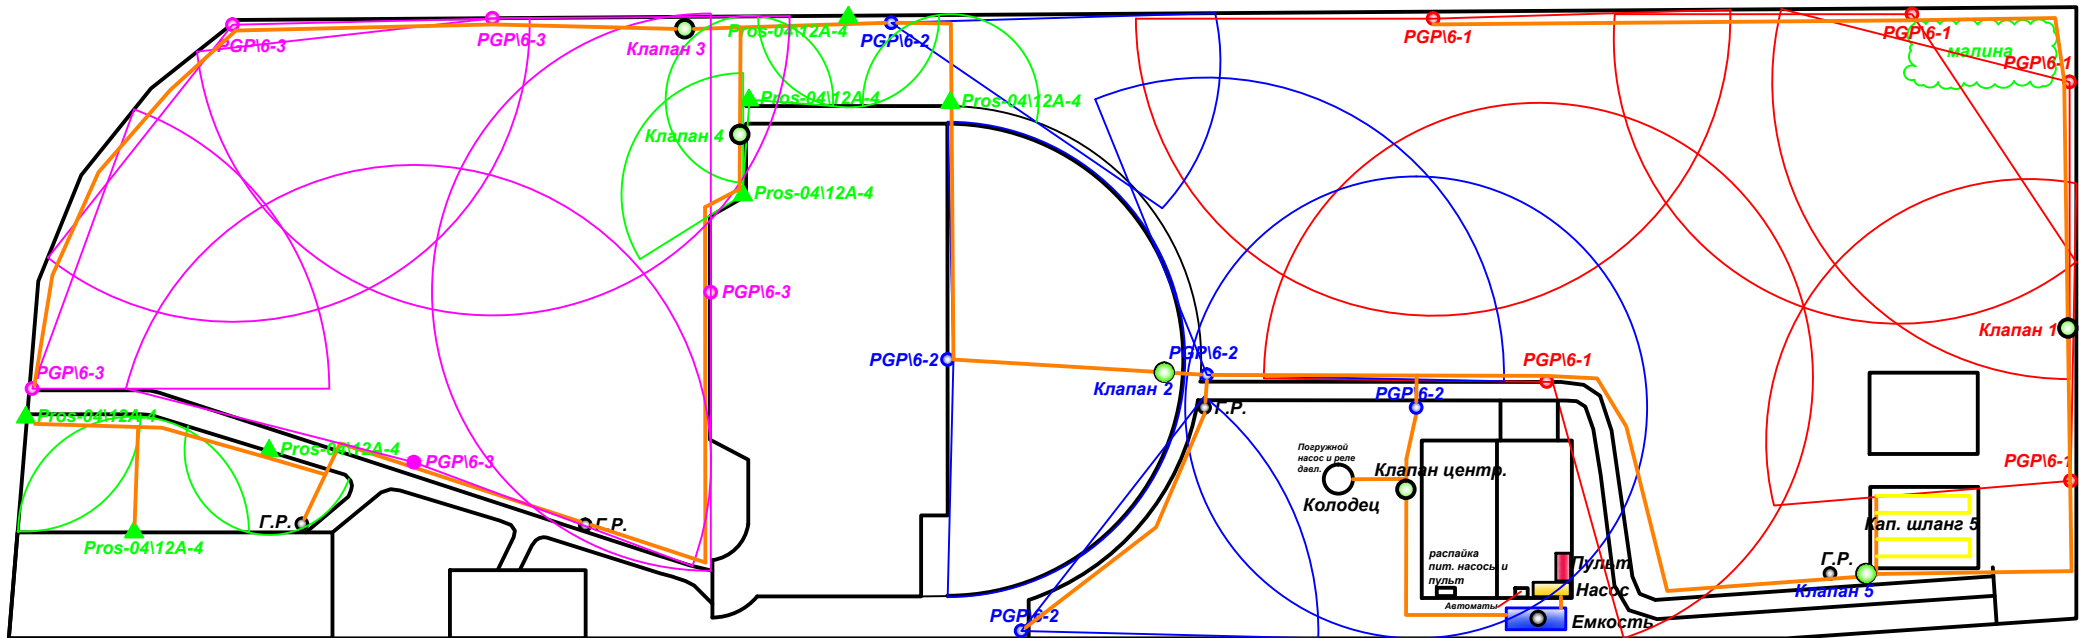 PGP\6-3
PGP\6-3
Клапан 3
Pros-04\12A-4
PGP\6-2
PGP\6-1
PGP\6-1
малина
PGP\6-1
Pros-04\12A-4
Pros-04\12A-4
Клапан 4
Pros-04\12A-4
PGP\6-3
Клапан 1
PGP\6-3
PGP\6-2
PGP\6-2
Клапан 2
PGP\6-1
PGP\6-2
Г.Р.
Pros-04\12A-4
Pros-04\12A-4
PGP\6-3
Погружной
насос и реле
давл.
Клапан центр.
Колодец
PGP\6-1
Г.Р.
Г.Р.
Кап. шланг 5
Pros-04\12A-4
распайка
пит. насосы и
пульт
Пульт
Г.Р.
Клапан 5
Насос
Автоматы
PGP\6-2
Емкость